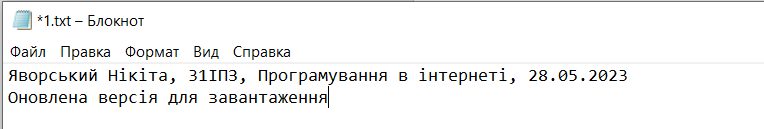 *1.txt – Блокнот
Файл Правка Формат Вид Справка
Яворський Нікіта, 31ІПЗ, Програмування в інтернеті, 28.05.2023
Оновлена версія для завантаження